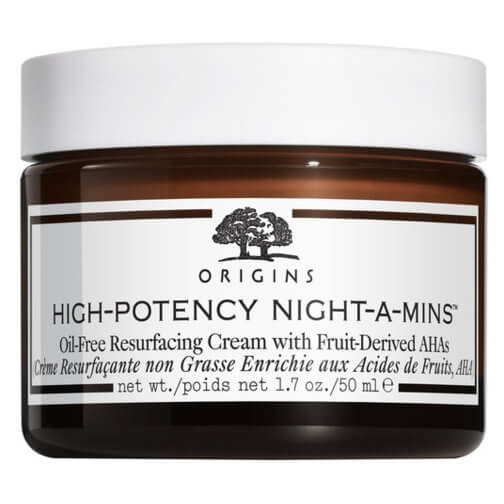 ORIGINS
HIGH-POTENCY NIGHT-A-MINS™
Oil-Free Resurfacing Cream with Fruit-Derived AHAs
Crème Resurfaçante non Grasse Enrichie aux Acides de Fruits, AHA
net wt./poids net 1.7 oz./50 ml ℮